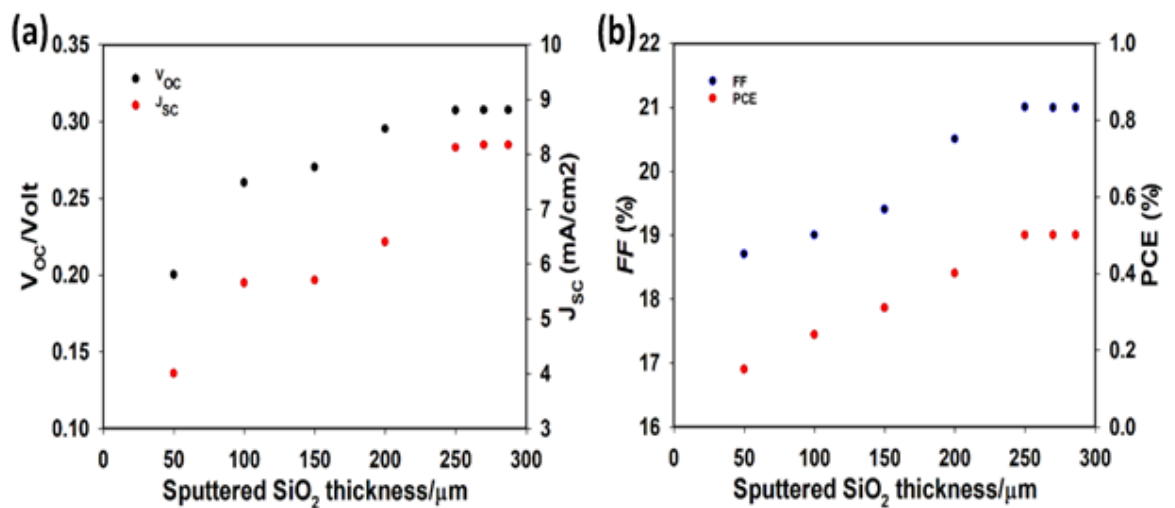 (a)
0.35
0.30
0.25
0.20
0.15
0.10
V_OC/Volt
V_OC
J_SC
10
9
8
7
6
5
4
3
J_SC (mA/cm2)
0 50 100 150 200 250 300
Sputtered SiO₂ thickness/μm
(b)
22
21
20
19
18
17
16
FF (%)
FF
PCE
1.0
0.8
0.6
0.4
0.2
0.0
PCE (%)
0 50 100 150 200 250 300
Sputtered SiO₂ thickness/μm